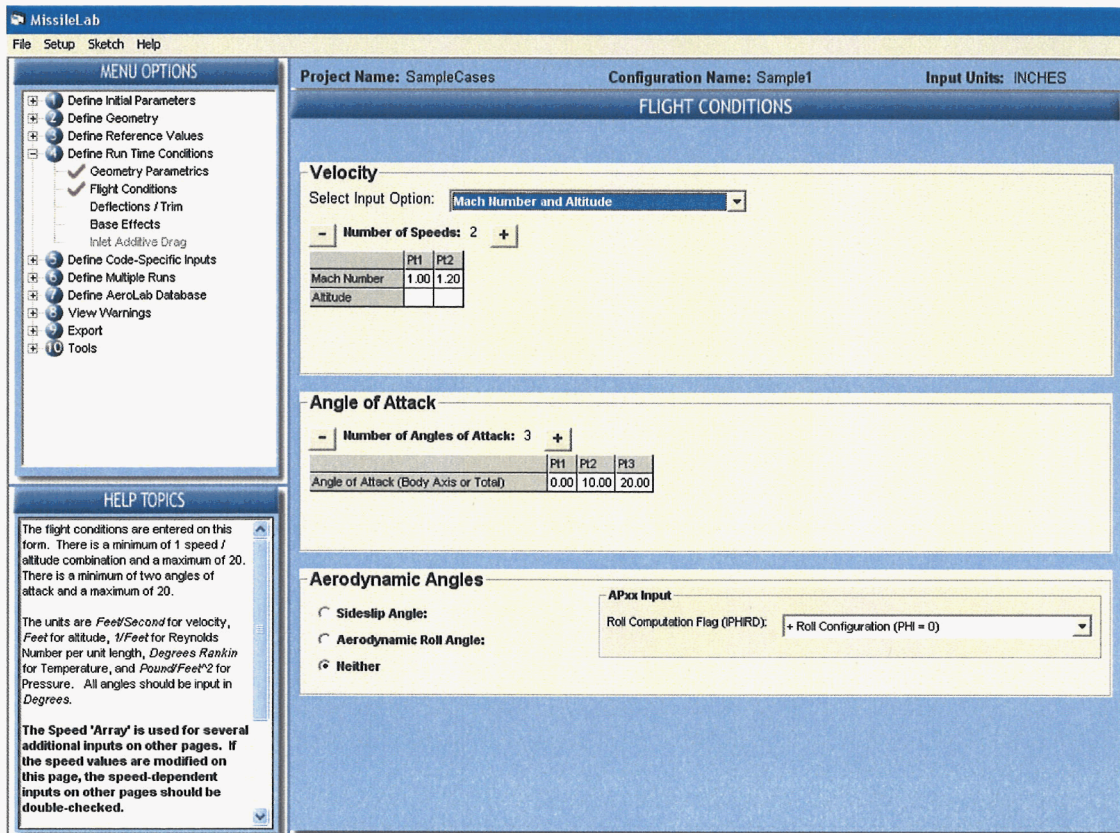 MissileLab
File Setup Sketch Help
MENU OPTIONS
1 Define Initial Parameters
2 Define Geometry
3 Define Reference Values
4 Define Run Time Conditions
Geometry Parametrics
Flight Conditions
Deflections / Trim
Base Effects
Inlet Additive Drag
5 Define Code-Specific Inputs
6 Define Multiple Runs
7 Define AeroLab Database
8 View Warnings
9 Export
10 Tools
HELP TOPICS
The flight conditions are entered on this
form. There is a minimum of 1 speed /
altitude combination and a maximum of 20.
There is a minimum of two angles of
attack and a maximum of 20.
The units are Feet/Second for velocity,
Feet for altitude, 1/Feet for Reynolds
Number per unit length, Degrees Rankin
for Temperature, and Pound/Feet^2 for
Pressure. All angles should be input in
Degrees.
The Speed 'Array' is used for several
additional inputs on other pages. If
the speed values are modified on
this page, the speed-dependent
inputs on other pages should be
double-checked.
Project Name: SampleCases Configuration Name: Sample1 Input Units: INCHES
FLIGHT CONDITIONS
Velocity
Select Input Option: Mach Number and Altitude
- Number of Speeds: 2 +
Pt1 Pt2
Mach Number 1.00 1.20
Altitude
Angle of Attack
- Number of Angles of Attack: 3 +
Pt1 Pt2 Pt3
Angle of Attack (Body Axis or Total) 0.00 10.00 20.00
Aerodynamic Angles
Sideslip Angle:
Aerodynamic Roll Angle:
Neither
APxx Input
Roll Computation Flag (IPHIRD): + Roll Configuration (PHI = 0)